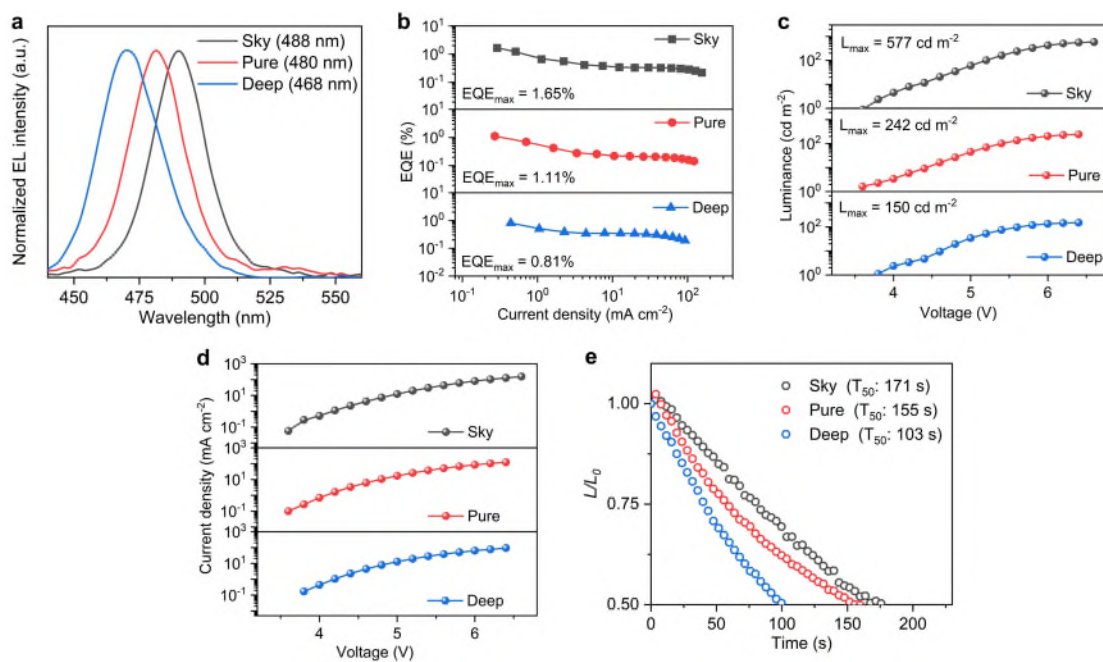 a
Sky (488 nm)
Pure (480 nm)
Deep (468 nm)
Normalized EL intensity (a.u.)
450 475 500 525 550
Wavelength (nm)
b
EQE (%)
10¹
10⁰
10⁻¹
10¹
10⁰
10⁻¹
10¹
10⁰
10⁻¹
10⁻²
Sky
EQEmax = 1.65%
Pure
EQEmax = 1.11%
Deep
EQEmax = 0.81%
10⁻¹ 10⁰ 10¹ 10²
Current density (mA cm⁻²)
c
Luminance (cd m⁻²)
10²
10⁰
10²
10⁰
10²
10⁰
Lmax = 577 cd m⁻²
Sky
Lmax = 242 cd m⁻²
Pure
Lmax = 150 cd m⁻²
Deep
4 5 6
Voltage (V)
d
Current density (mA cm⁻²)
10³
10¹
10⁻¹
10³
10¹
10⁻¹
10³
10¹
10⁻¹
Sky
Pure
Deep
4 5 6
Voltage (V)
e
L/L₀
1.00
0.75
0.50
Sky (T₅₀: 171 s)
Pure (T₅₀: 155 s)
Deep (T₅₀: 103 s)
0 50 100 150 200
Time (s)